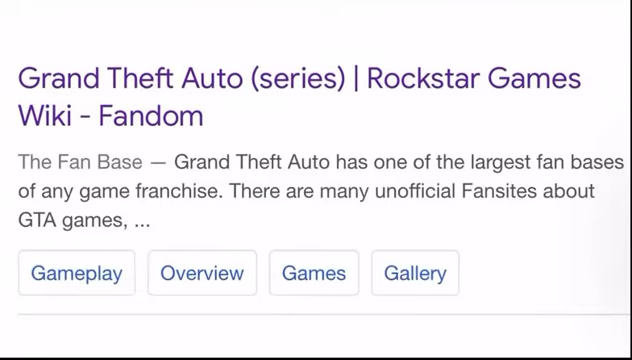 Grand Theft Auto (series) | Rockstar Games
Wiki - Fandom
The Fan Base — Grand Theft Auto has one of the largest fan bases
of any game franchise. There are many unofficial Fansites about
GTA games, ...
Gameplay Overview Games Gallery